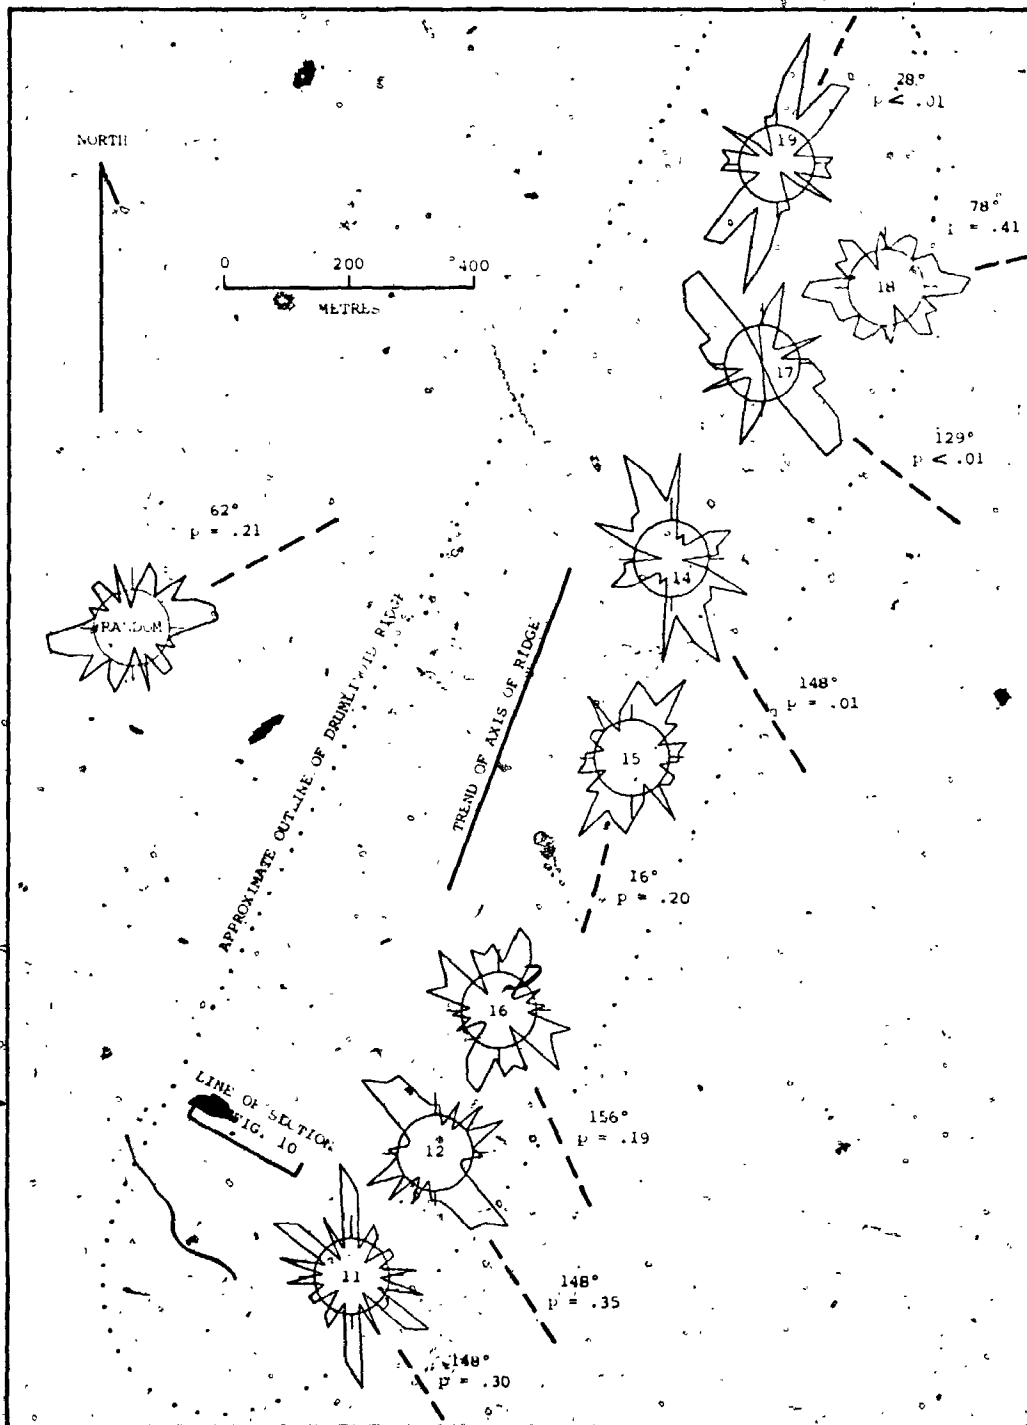 NORTH
0 200 400
METRES
19
28°
p < .01
18
78°
p = .41
17
129°
p < .01
62°
p = .21
RANDOM
14
148°
p = .01
APPROXIMATE OUTLINE OF DRUMLINOID RIDGE
TREND OF AXIS OF RIDGE
15
16°
p = .20
16
156°
p = .19
LINE OF SECTION
FIG. 10
12
148°
p = .35
11
148°
p = .30